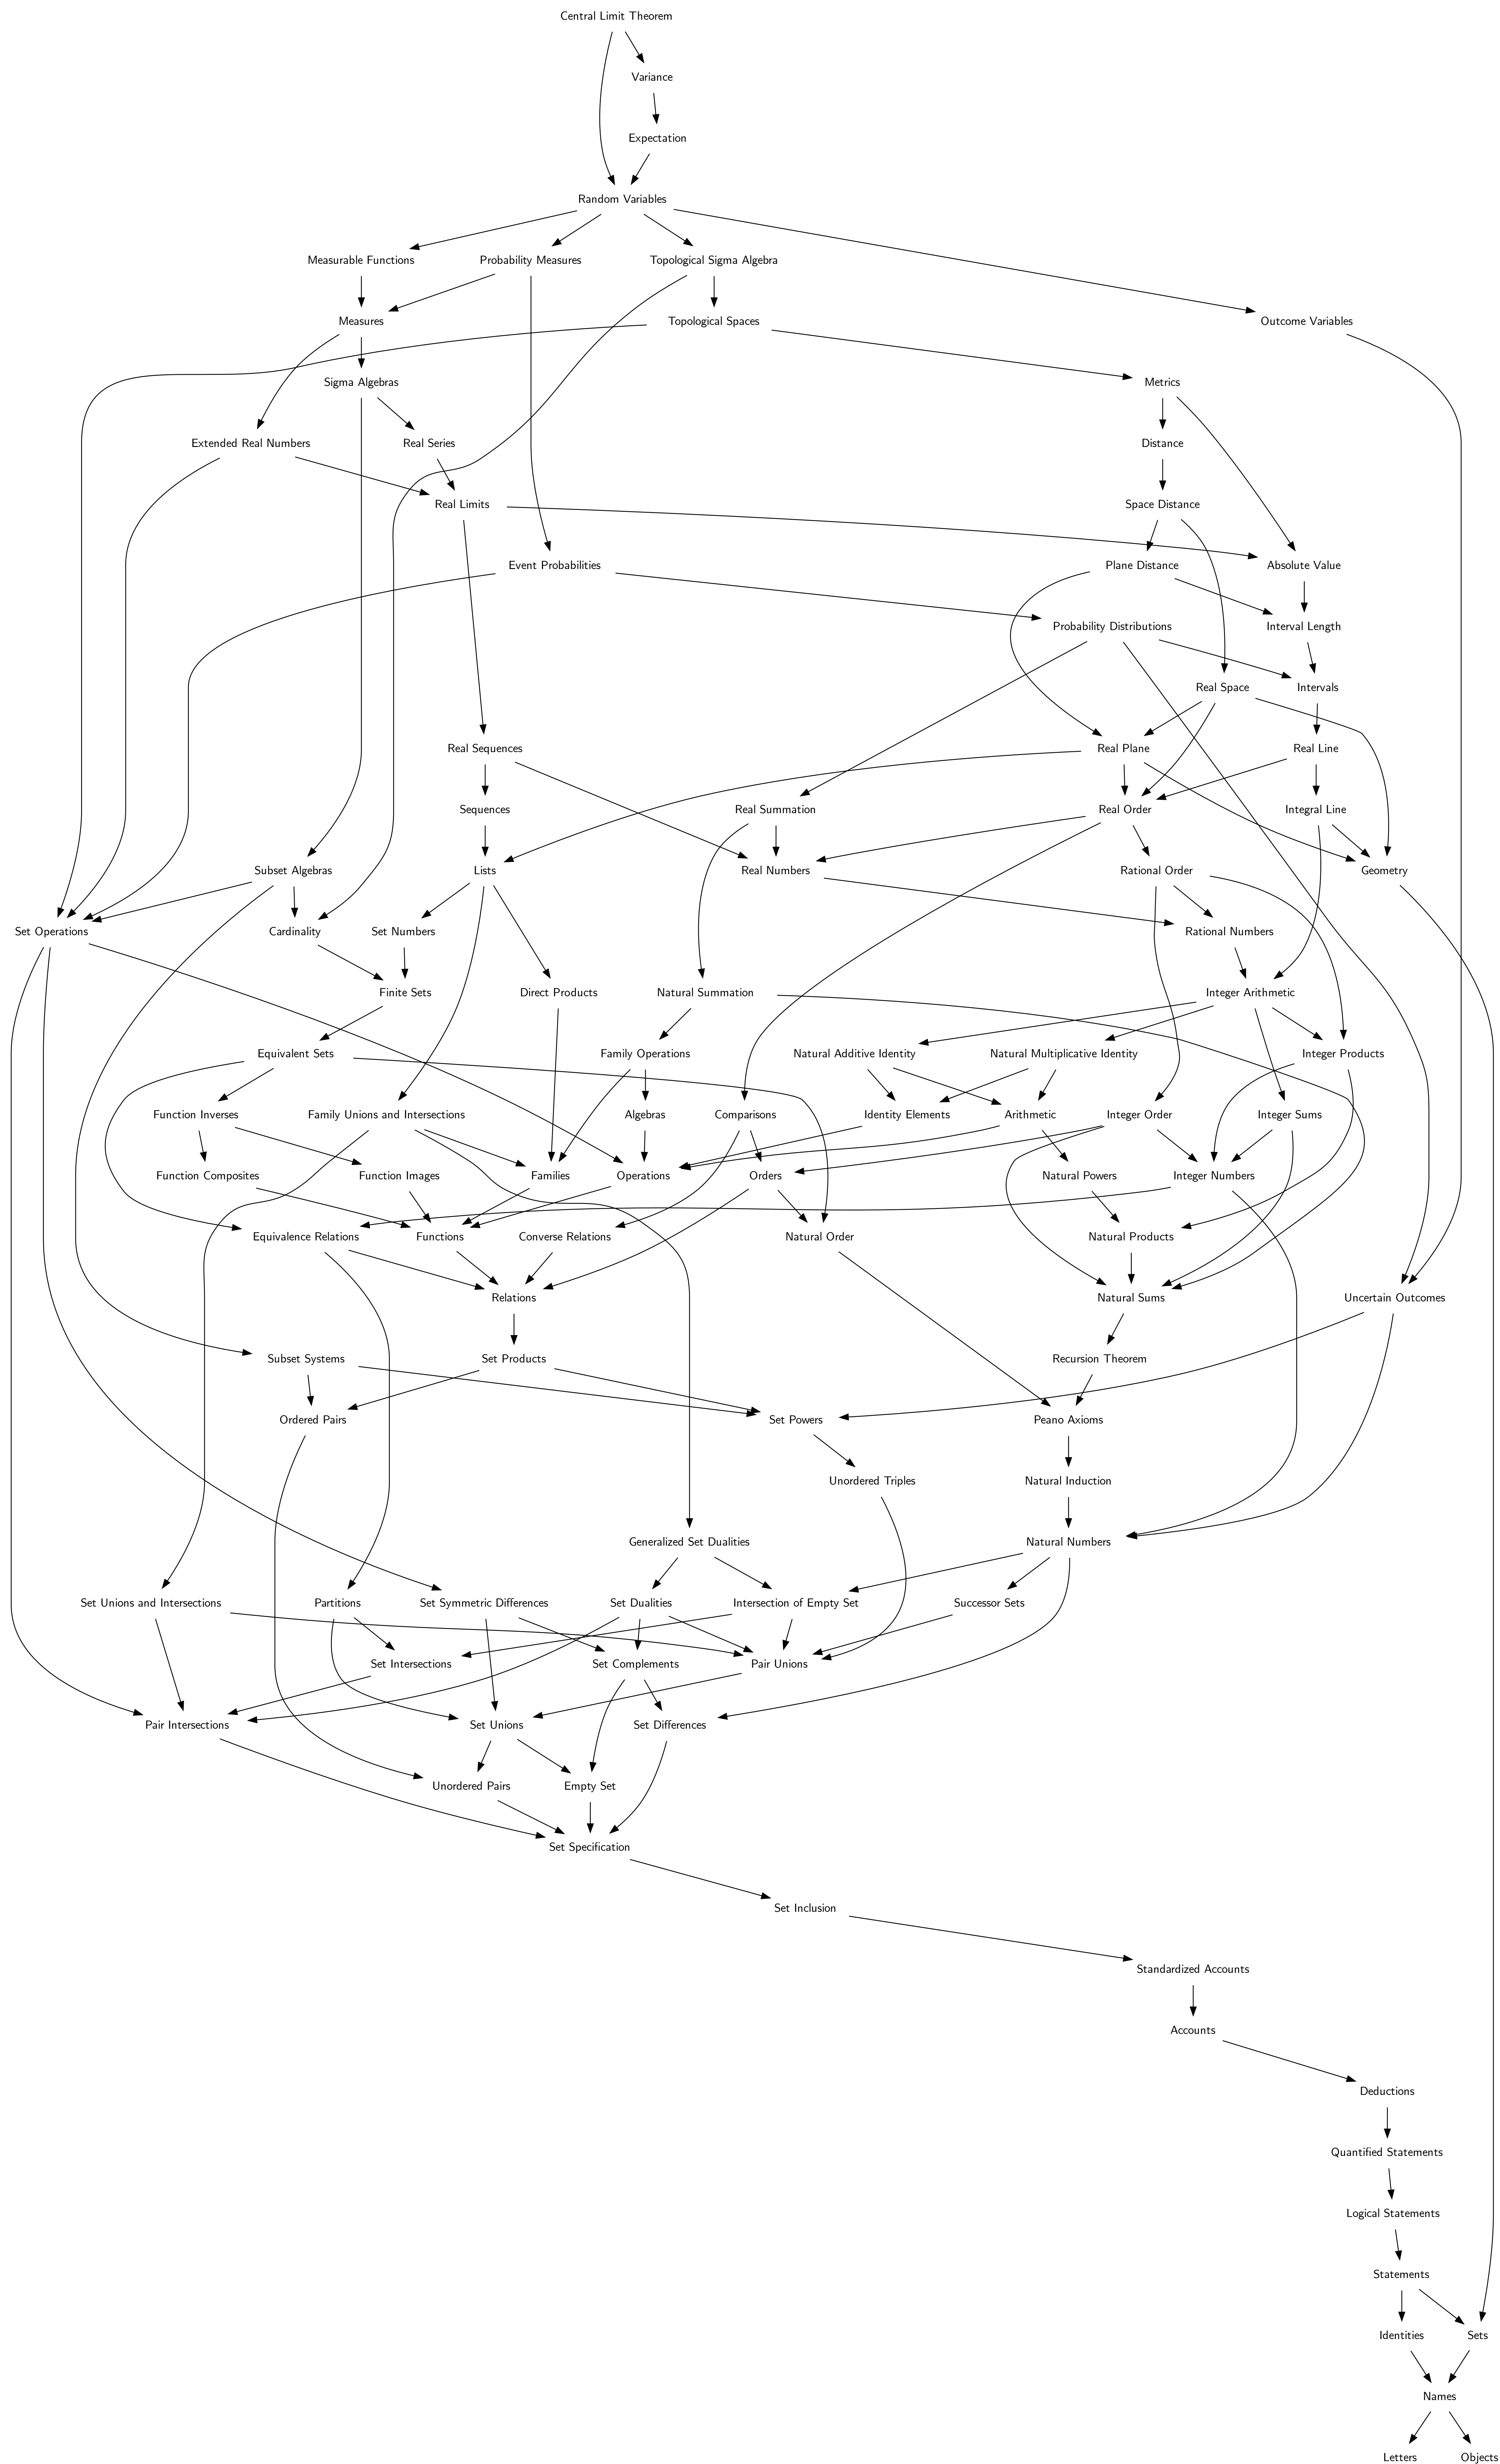 Central Limit Theorem
Variance
Expectation
Random Variables
Measurable Functions
Probability Measures
Topological Sigma Algebra
Measures
Topological Spaces
Outcome Variables
Sigma Algebras
Metrics
Extended Real Numbers
Real Series
Distance
Real Limits
Space Distance
Event Probabilities
Plane Distance
Absolute Value
Probability Distributions
Interval Length
Real Space
Intervals
Real Sequences
Real Plane
Real Line
Sequences
Real Summation
Real Order
Integral Line
Subset Algebras
Lists
Real Numbers
Rational Order
Geometry
Set Operations
Cardinality
Set Numbers
Rational Numbers
Finite Sets
Direct Products
Natural Summation
Integer Arithmetic
Equivalent Sets
Family Operations
Natural Additive Identity
Natural Multiplicative Identity
Integer Products
Function Inverses
Family Unions and Intersections
Algebras
Comparisons
Identity Elements
Arithmetic
Integer Order
Integer Sums
Function Composites
Function Images
Families
Operations
Orders
Natural Powers
Integer Numbers
Equivalence Relations
Functions
Converse Relations
Natural Order
Natural Products
Relations
Natural Sums
Uncertain Outcomes
Subset Systems
Set Products
Recursion Theorem
Ordered Pairs
Set Powers
Peano Axioms
Unordered Triples
Natural Induction
Generalized Set Dualities
Natural Numbers
Set Unions and Intersections
Partitions
Set Symmetric Differences
Set Dualities
Intersection of Empty Set
Successor Sets
Set Intersections
Set Complements
Pair Unions
Pair Intersections
Set Unions
Set Differences
Unordered Pairs
Empty Set
Set Specification
Set Inclusion
Standardized Accounts
Accounts
Deductions
Quantified Statements
Logical Statements
Statements
Identities
Sets
Names
Letters
Objects